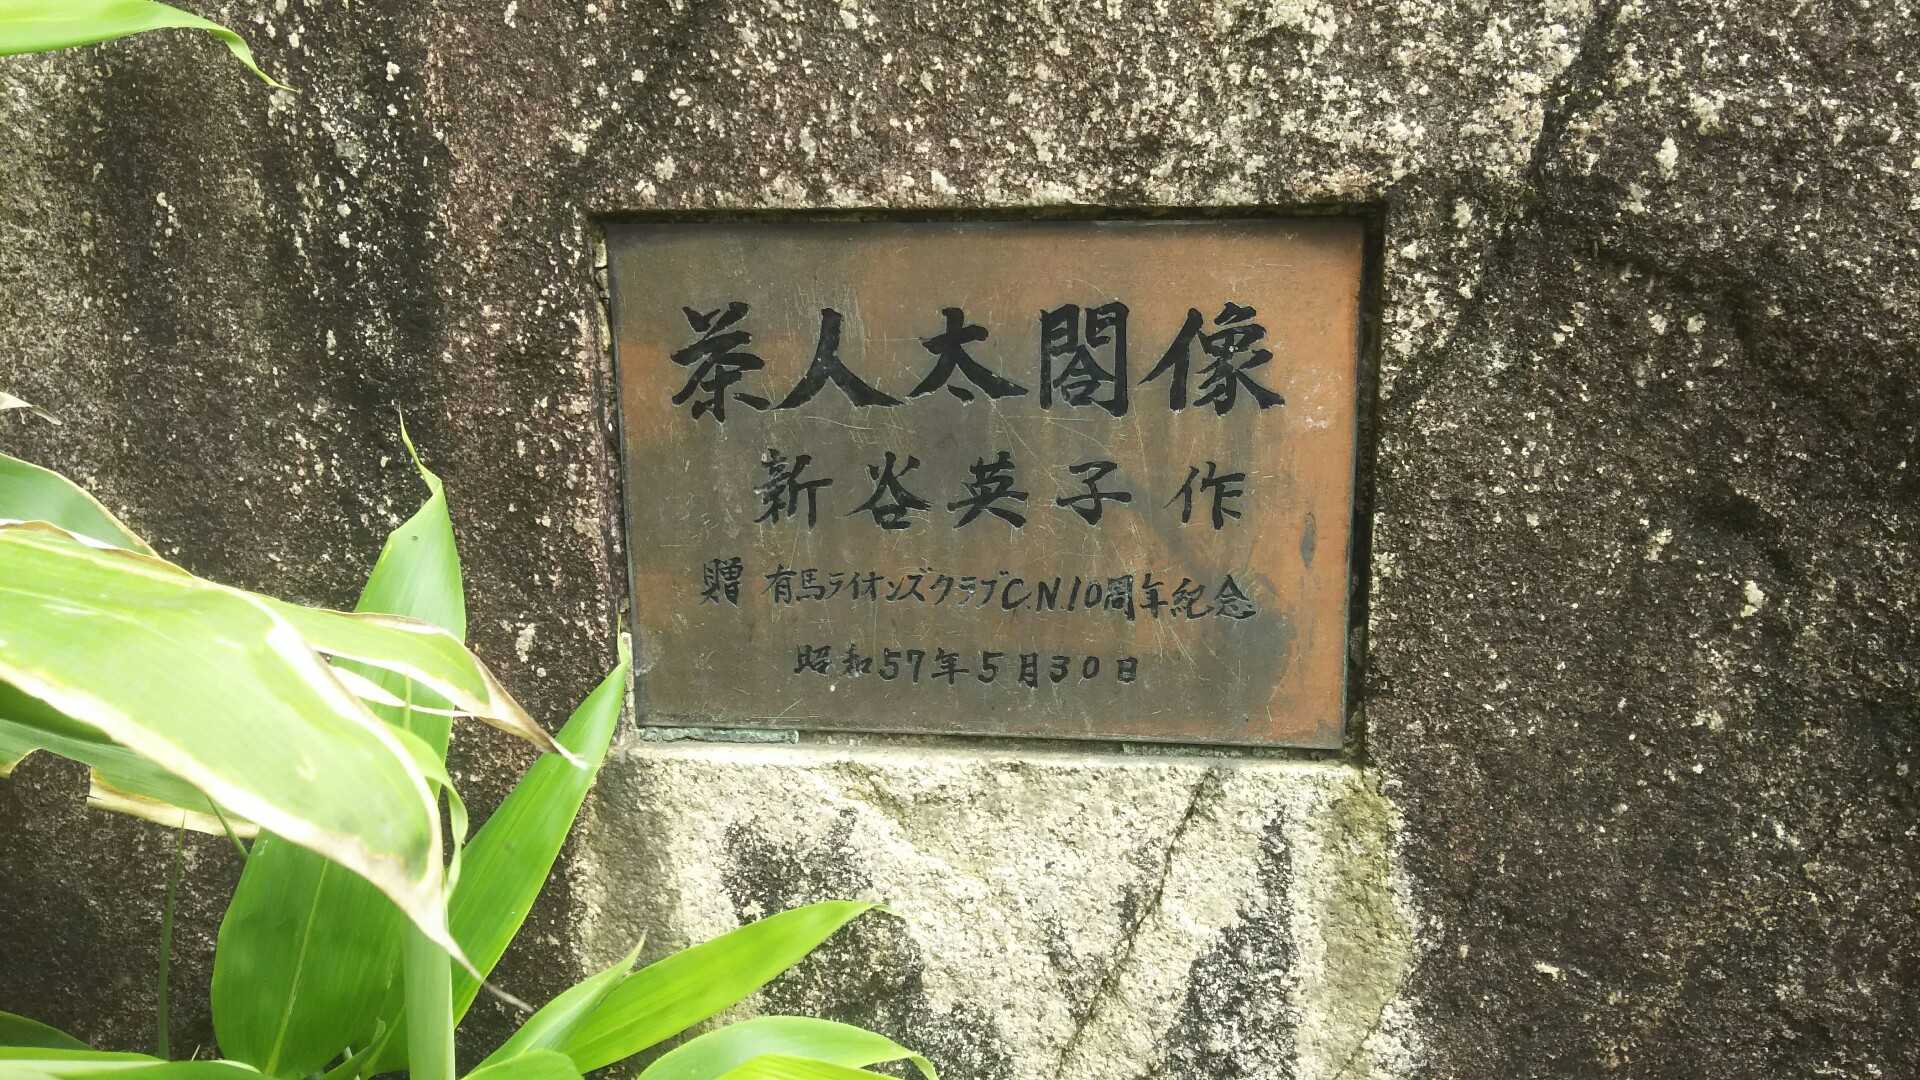 茶人太閤像
新谷英子作
贈 有馬ライオンズクラブC.N.10周年紀念
昭和57年5月30日